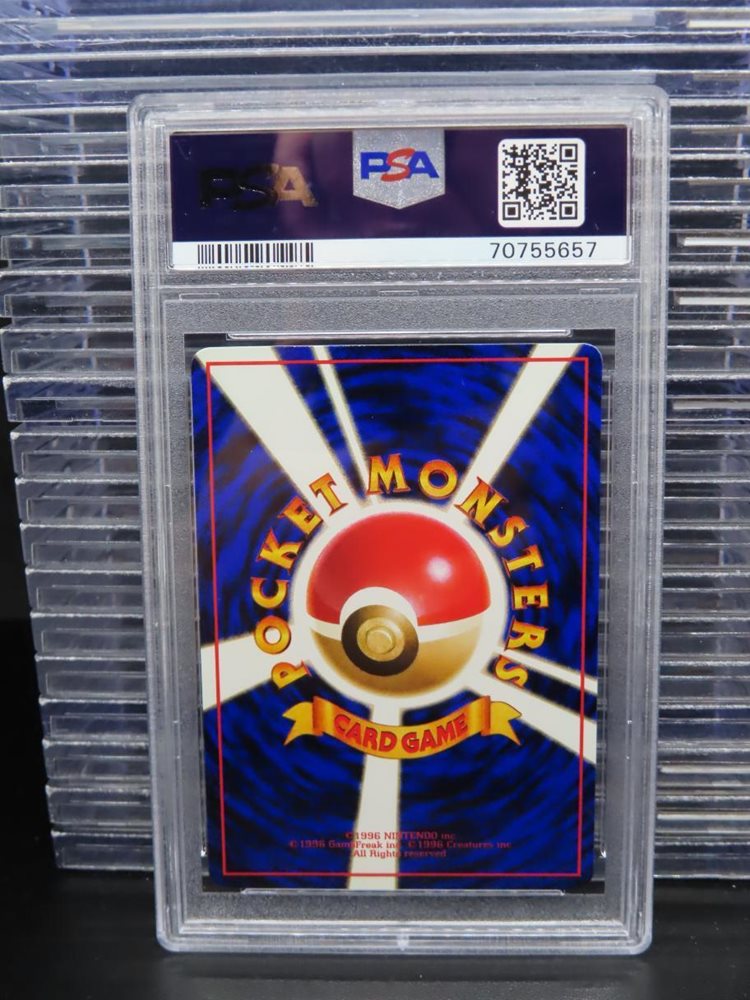 PSA
PSA
70755657
POCKET MONSTERS
CARD GAME
©1996 NINTENDO inc
©1996 GameFreak inc ©1996 Creatures inc
All Rights reserved